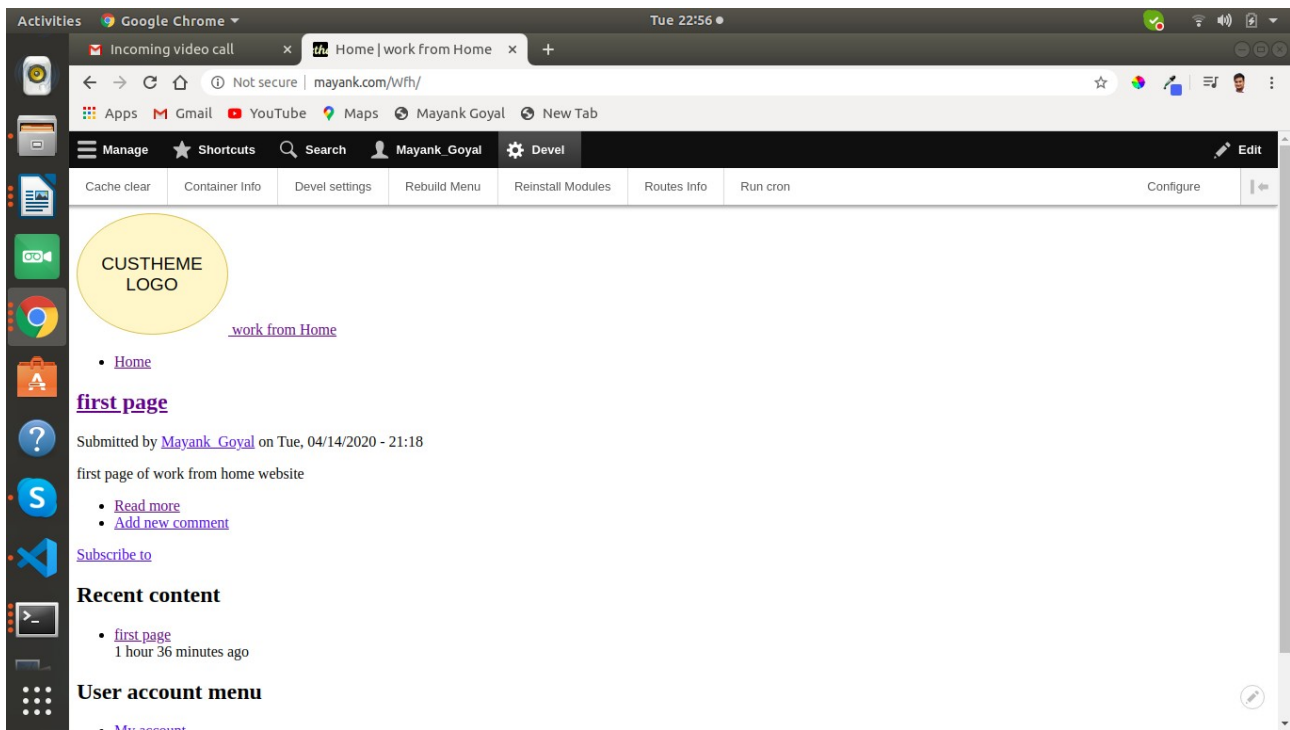 Activities Google Chrome Tue 22:56
Incoming video call Home | work from Home
Not secure | mayank.com/Wfh/
Apps Gmail YouTube Maps Mayank Goyal New Tab
Manage Shortcuts Search Mayank_Goyal Devel Edit
Cache clear Container Info Devel settings Rebuild Menu Reinstall Modules Routes Info Run cron Configure
CUSTHEME
LOGO
work from Home
Home
first page
Submitted by Mayank_Goyal on Tue, 04/14/2020 - 21:18
first page of work from home website
Read more
Add new comment
Subscribe to
Recent content
first page
1 hour 36 minutes ago
User account menu
My account